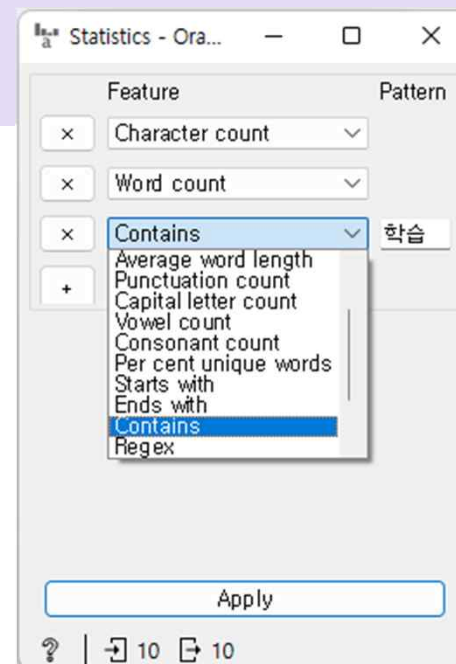 Statistics - Ora...
Feature Pattern
× Character count
× Word count
× Contains 학습
Average word length
Punctuation count
Capital letter count
Vowel count
Consonant count
Per cent unique words
Starts with
Ends with
Contains
Regex
+
Apply
? 10 10